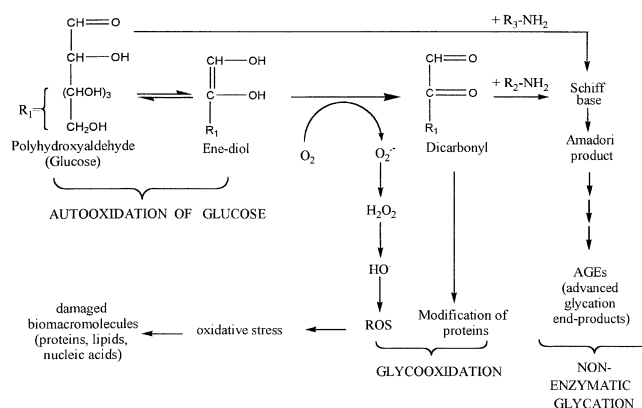 CH=O
+ R3-NH2
CH-OH
CH-OH
CH=O
+ R2-NH2
(CHOH)3
C-OH
C=O
Schiff
base
R1=
CH2OH
R1
R1
Polyhydroxyaldehyde
(Glucose)
Ene-diol
O2
O2·-
Dicarbonyl
Amadori
product
AUTOOXIDATION OF GLUCOSE
H2O2
HO·
AGEs
(advanced
glycation
end-products)
damaged
biomacromolecules
(proteins, lipids,
nucleic acids)
oxidative stress
ROS
Modification of
proteins
GLYCOOXIDATION
NON-
ENZYMATIC
GLYCATION